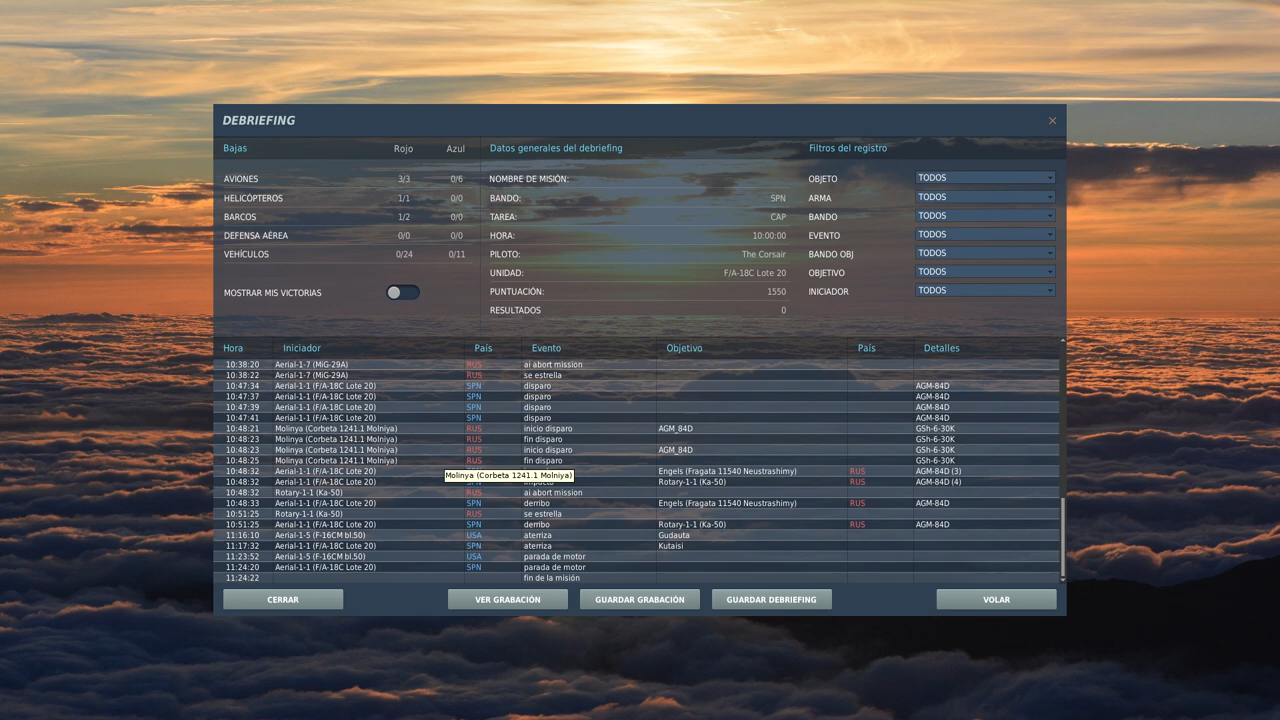 DEBRIEFING
Bajas Rojo Azul Datos generales del debriefing Filtros del registro
AVIONES 3/3 0/6 NOMBRE DE MISIÓN: OBJETO TODOS
HELICÓPTEROS 1/1 0/0 BANDO: SPN ARMA TODOS
BARCOS 1/2 0/0 TAREA: CAP BANDO TODOS
DEFENSA AÉREA 0/0 0/0 HORA: 10:00:00 EVENTO TODOS
VEHÍCULOS 0/24 0/11 PILOTO: The Corsair BANDO OBJ TODOS
UNIDAD: F/A-18C Lote 20 OBJETIVO TODOS
MOSTRAR MIS VICTORIAS PUNTUACIÓN: 1550 INICIADOR TODOS
RESULTADOS 0
Hora Iniciador País Evento Objetivo País Detalles
10:38:20 Aerial-1-7 (MiG-29A) RUS ai abort mission
10:38:22 Aerial-1-7 (MiG-29A) RUS se estrella
10:47:34 Aerial-1-1 (F/A-18C Lote 20) SPN disparo AGM-84D
10:47:37 Aerial-1-1 (F/A-18C Lote 20) SPN disparo AGM-84D
10:47:39 Aerial-1-1 (F/A-18C Lote 20) SPN disparo AGM-84D
10:47:41 Aerial-1-1 (F/A-18C Lote 20) SPN disparo AGM-84D
10:48:21 Molinya (Corbeta 1241.1 Molniya) RUS inicio disparo AGM_84D GSh-6-30K
10:48:23 Molinya (Corbeta 1241.1 Molniya) RUS fin disparo GSh-6-30K
10:48:23 Molinya (Corbeta 1241.1 Molniya) RUS inicio disparo AGM_84D GSh-6-30K
10:48:25 Molinya (Corbeta 1241.1 Molniya) RUS fin disparo GSh-6-30K
10:48:32 Aerial-1-1 (F/A-18C Lote 20) Engels (Fragata 11540 Neustrashimy) RUS AGM-84D (3)
Molinya (Corbeta 1241.1 Molniya)
10:48:32 Aerial-1-1 (F/A-18C Lote 20) SPN impacto Rotary-1-1 (Ka-50) RUS AGM-84D (4)
10:48:32 Rotary-1-1 (Ka-50) RUS ai abort mission
10:48:33 Aerial-1-1 (F/A-18C Lote 20) SPN derribo Engels (Fragata 11540 Neustrashimy) RUS AGM-84D
10:51:25 Rotary-1-1 (Ka-50) RUS se estrella
10:51:25 Aerial-1-1 (F/A-18C Lote 20) SPN derribo Rotary-1-1 (Ka-50) RUS AGM-84D
11:16:10 Aerial-1-5 (F-16CM bl.50) USA aterriza Gudauta
11:17:32 Aerial-1-1 (F/A-18C Lote 20) SPN aterriza Kutaisi
11:23:52 Aerial-1-5 (F-16CM bl.50) USA parada de motor
11:24:20 Aerial-1-1 (F/A-18C Lote 20) SPN parada de motor
11:24:22 fin de la misión
CERRAR VER GRABACIÓN GUARDAR GRABACIÓN GUARDAR DEBRIEFING VOLAR